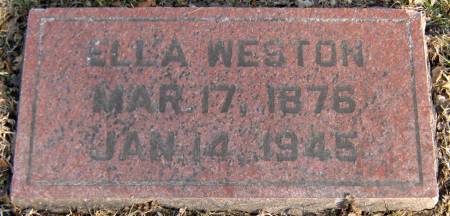 ELLA WESTON
MAR. 17, 1876
JAN. 14, 1945